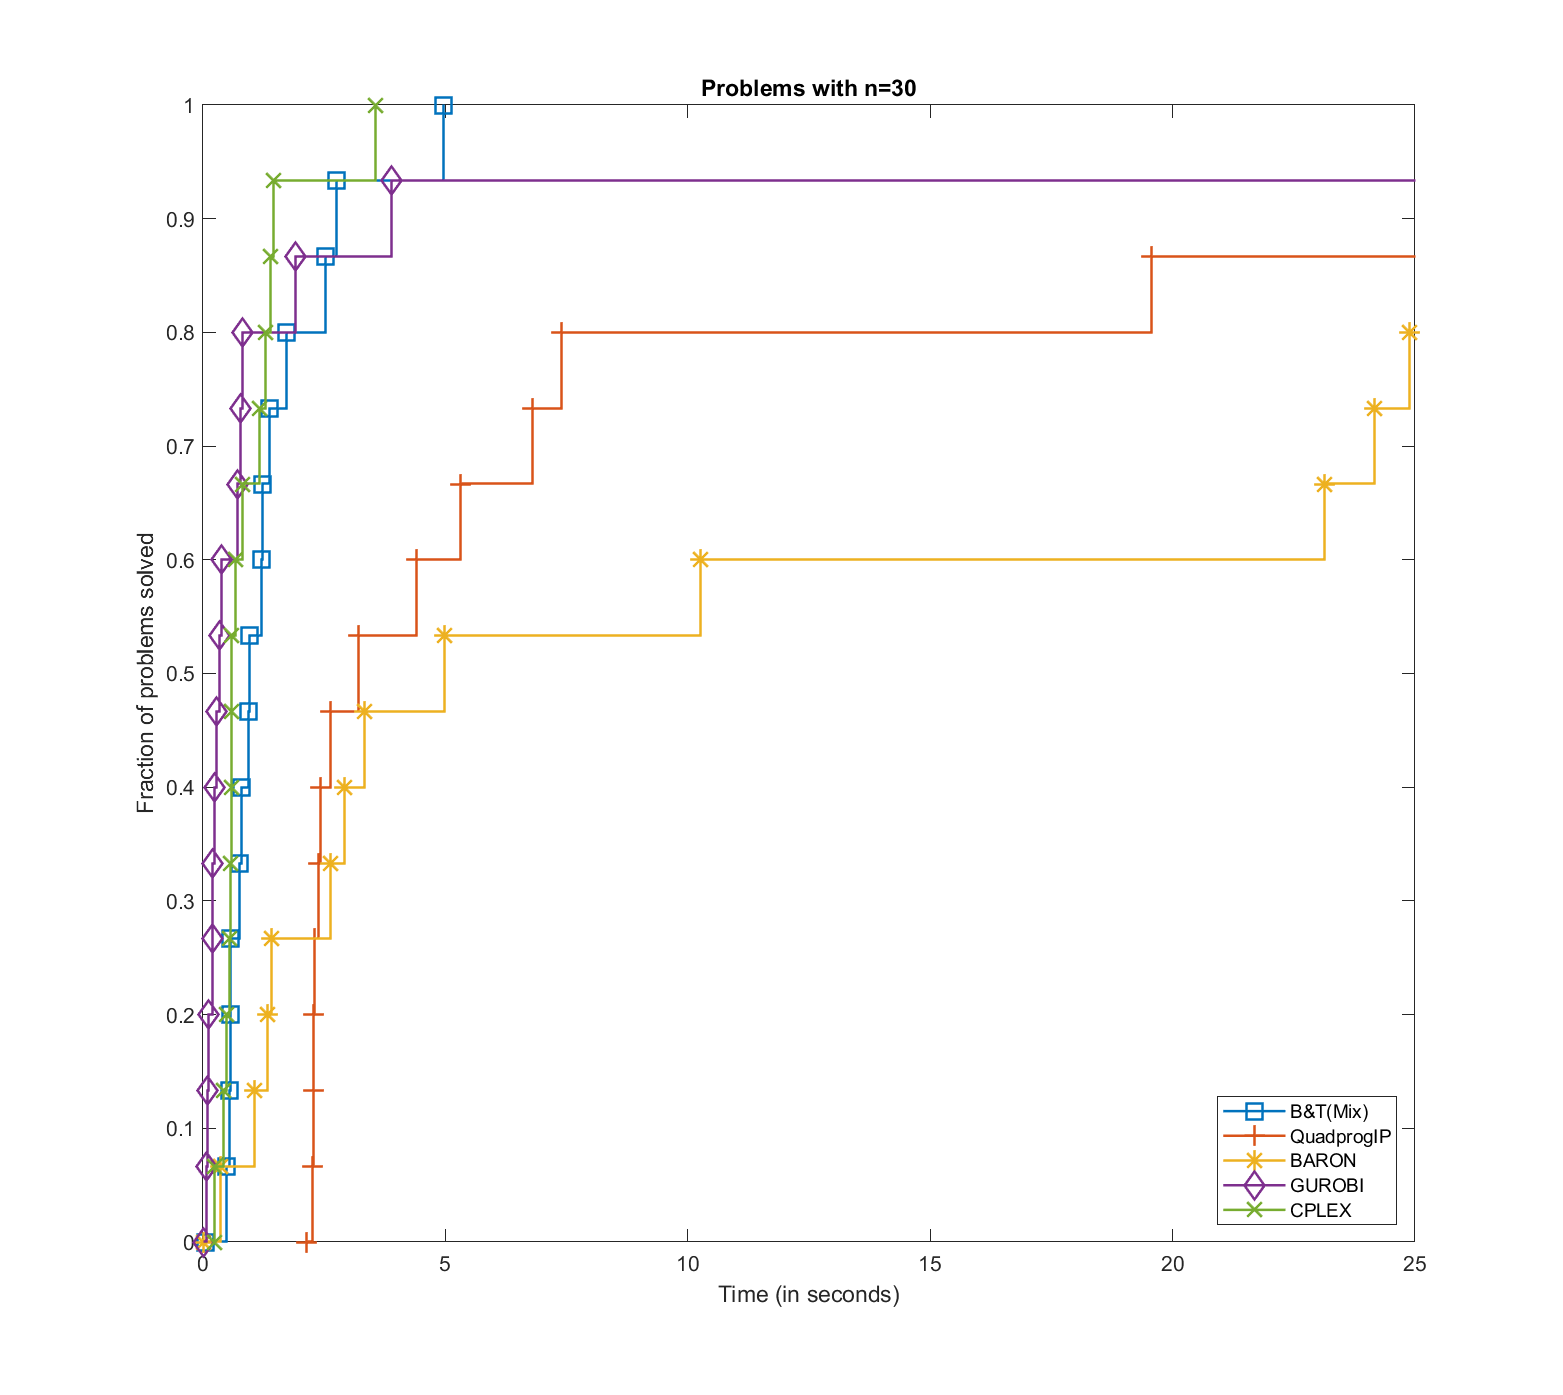 Problems with n=30
1
0.9
0.8
0.7
0.6
0.5
0.4
0.3
0.2
0.1
0
Fraction of problems solved
0 5 10 15 20 25
Time (in seconds)
B&T(Mix)
QuadprogIP
BARON
GUROBI
CPLEX